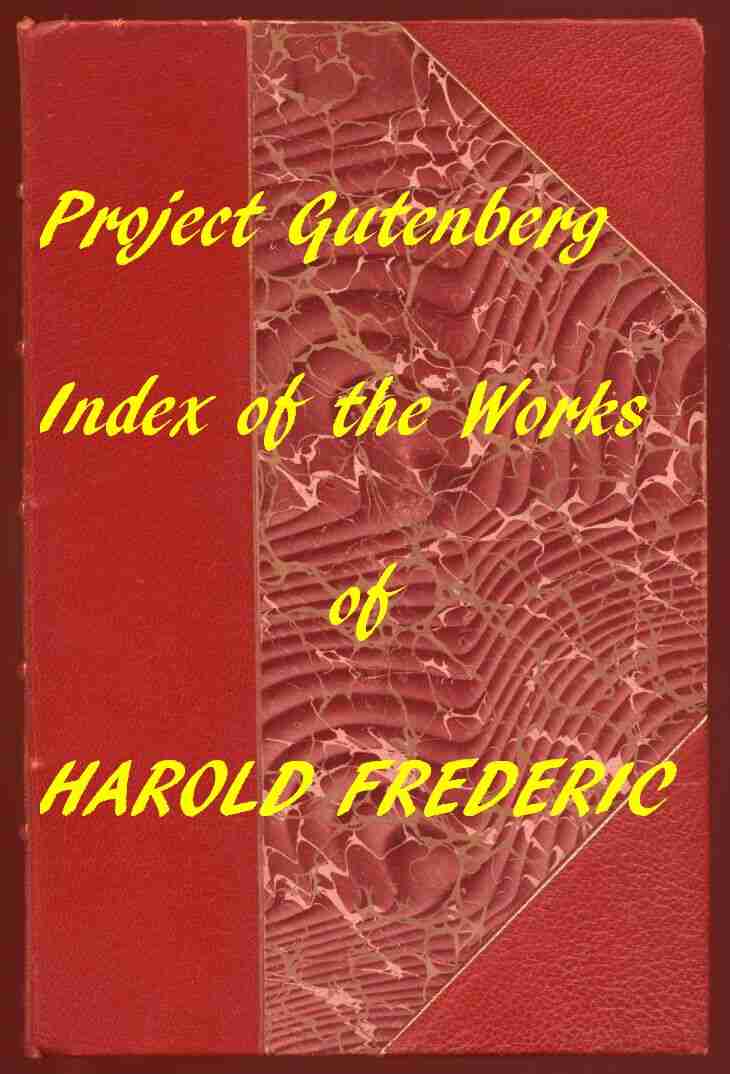 Project Gutenberg
Index of the Works
of
HAROLD FREDERIC